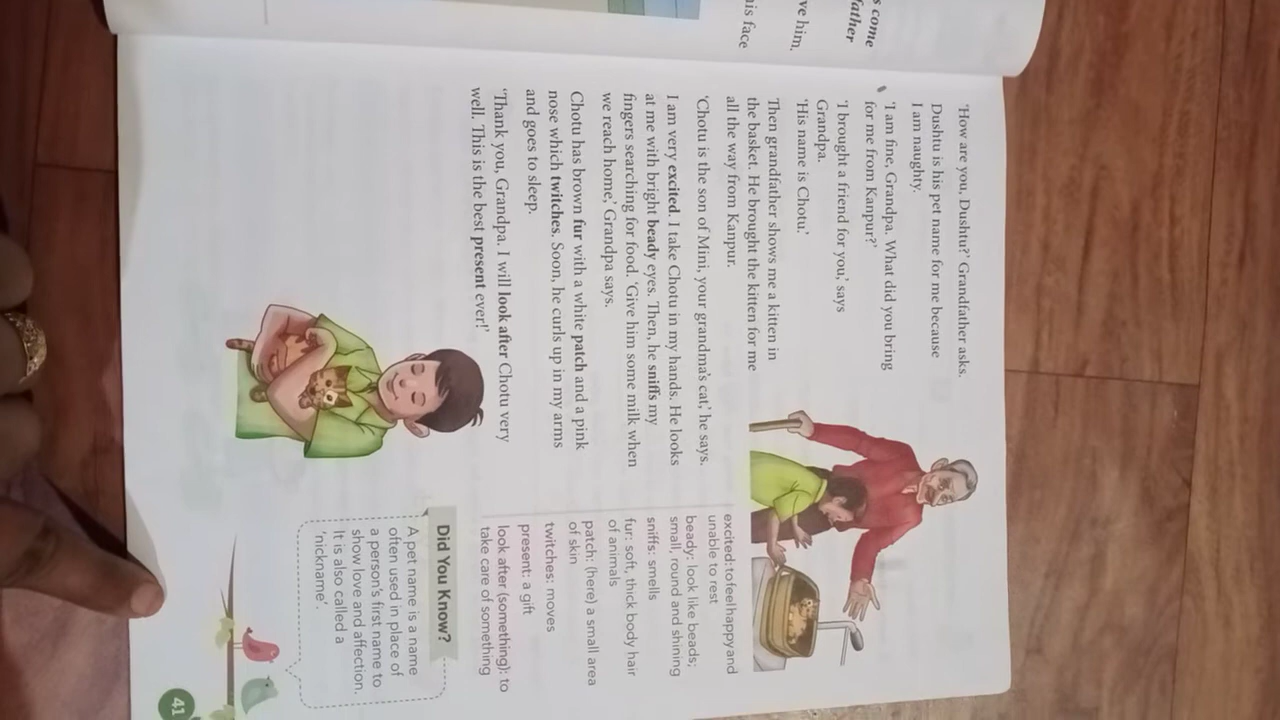 s come
father
ve him,
is face
'How are you, Dushtu?' Grandfather asks.
Dushtu is his pet name for me because
I am naughty.
'I am fine, Grandpa. What did you bring
for me from Kanpur?'
'I brought a friend for you,' says
Grandpa.
'His name is Chotu.'
Then grandfather shows me a kitten in
the basket. He brought the kitten for me
all the way from Kanpur.
'Chotu is the son of Mini, your grandma's cat,' he says.
I am very excited. I take Chotu in my hands. He looks
at me with bright beady eyes. Then, he sniffs my
fingers searching for food. 'Give him some milk when
we reach home,' Grandpa says.
Chotu has brown fur with a white patch and a pink
nose which twitches. Soon, he curls up in my arms
and goes to sleep.
'Thank you, Grandpa. I will look after Chotu very
well. This is the best present ever!'
excited: to feel happy and
unable to rest
beady: look like beads;
small, round and shining
sniffs: smells
fur: soft, thick body hair
of animals
patch: (here) a small area
of skin
twitches: moves
present: a gift
look after (something): to
take care of something
Did You Know?
A pet name is a name
often used in place of
a person's first name to
show love and affection.
It is also called a
'nickname'.
41